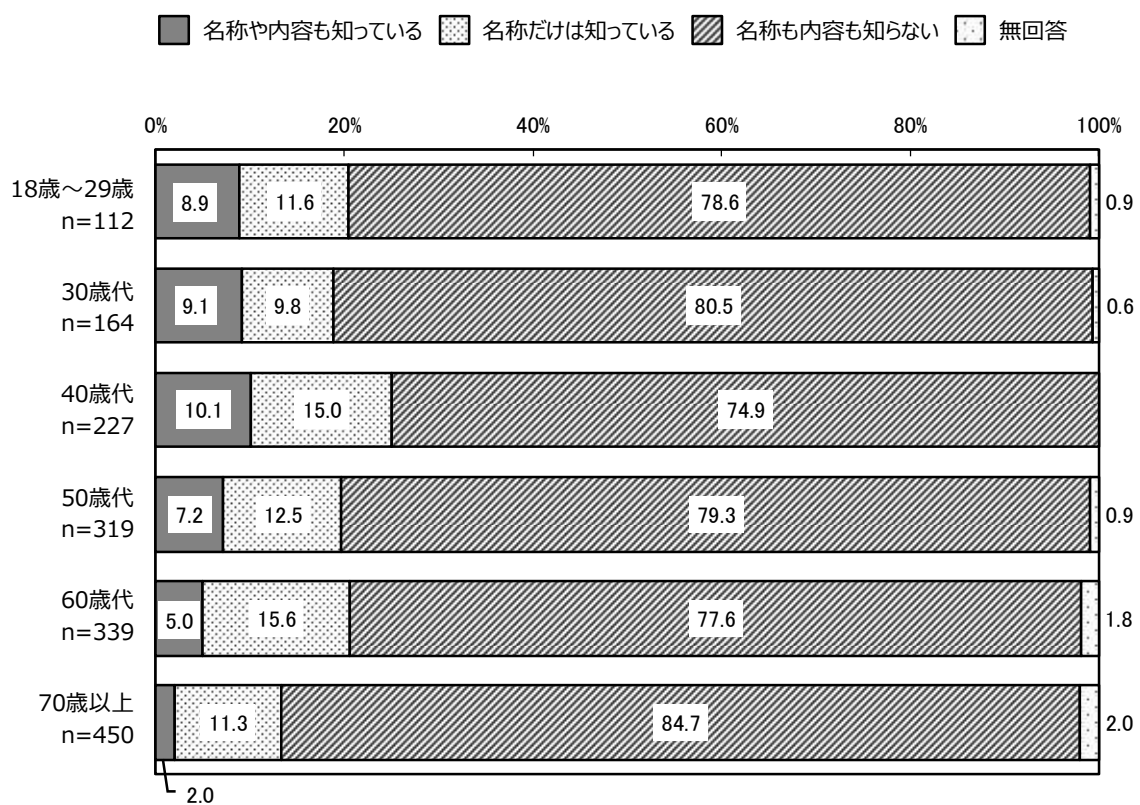 名称や内容も知っている 名称だけは知っている 名称も内容も知らない 無回答
0% 20% 40% 60% 80% 100%
18歳～29歳
n=112
8.9 11.6 78.6 0.9
30歳代
n=164
9.1 9.8 80.5 0.6
40歳代
n=227
10.1 15.0 74.9
50歳代
n=319
7.2 12.5 79.3 0.9
60歳代
n=339
5.0 15.6 77.6 1.8
70歳以上
n=450
11.3 84.7 2.0
2.0